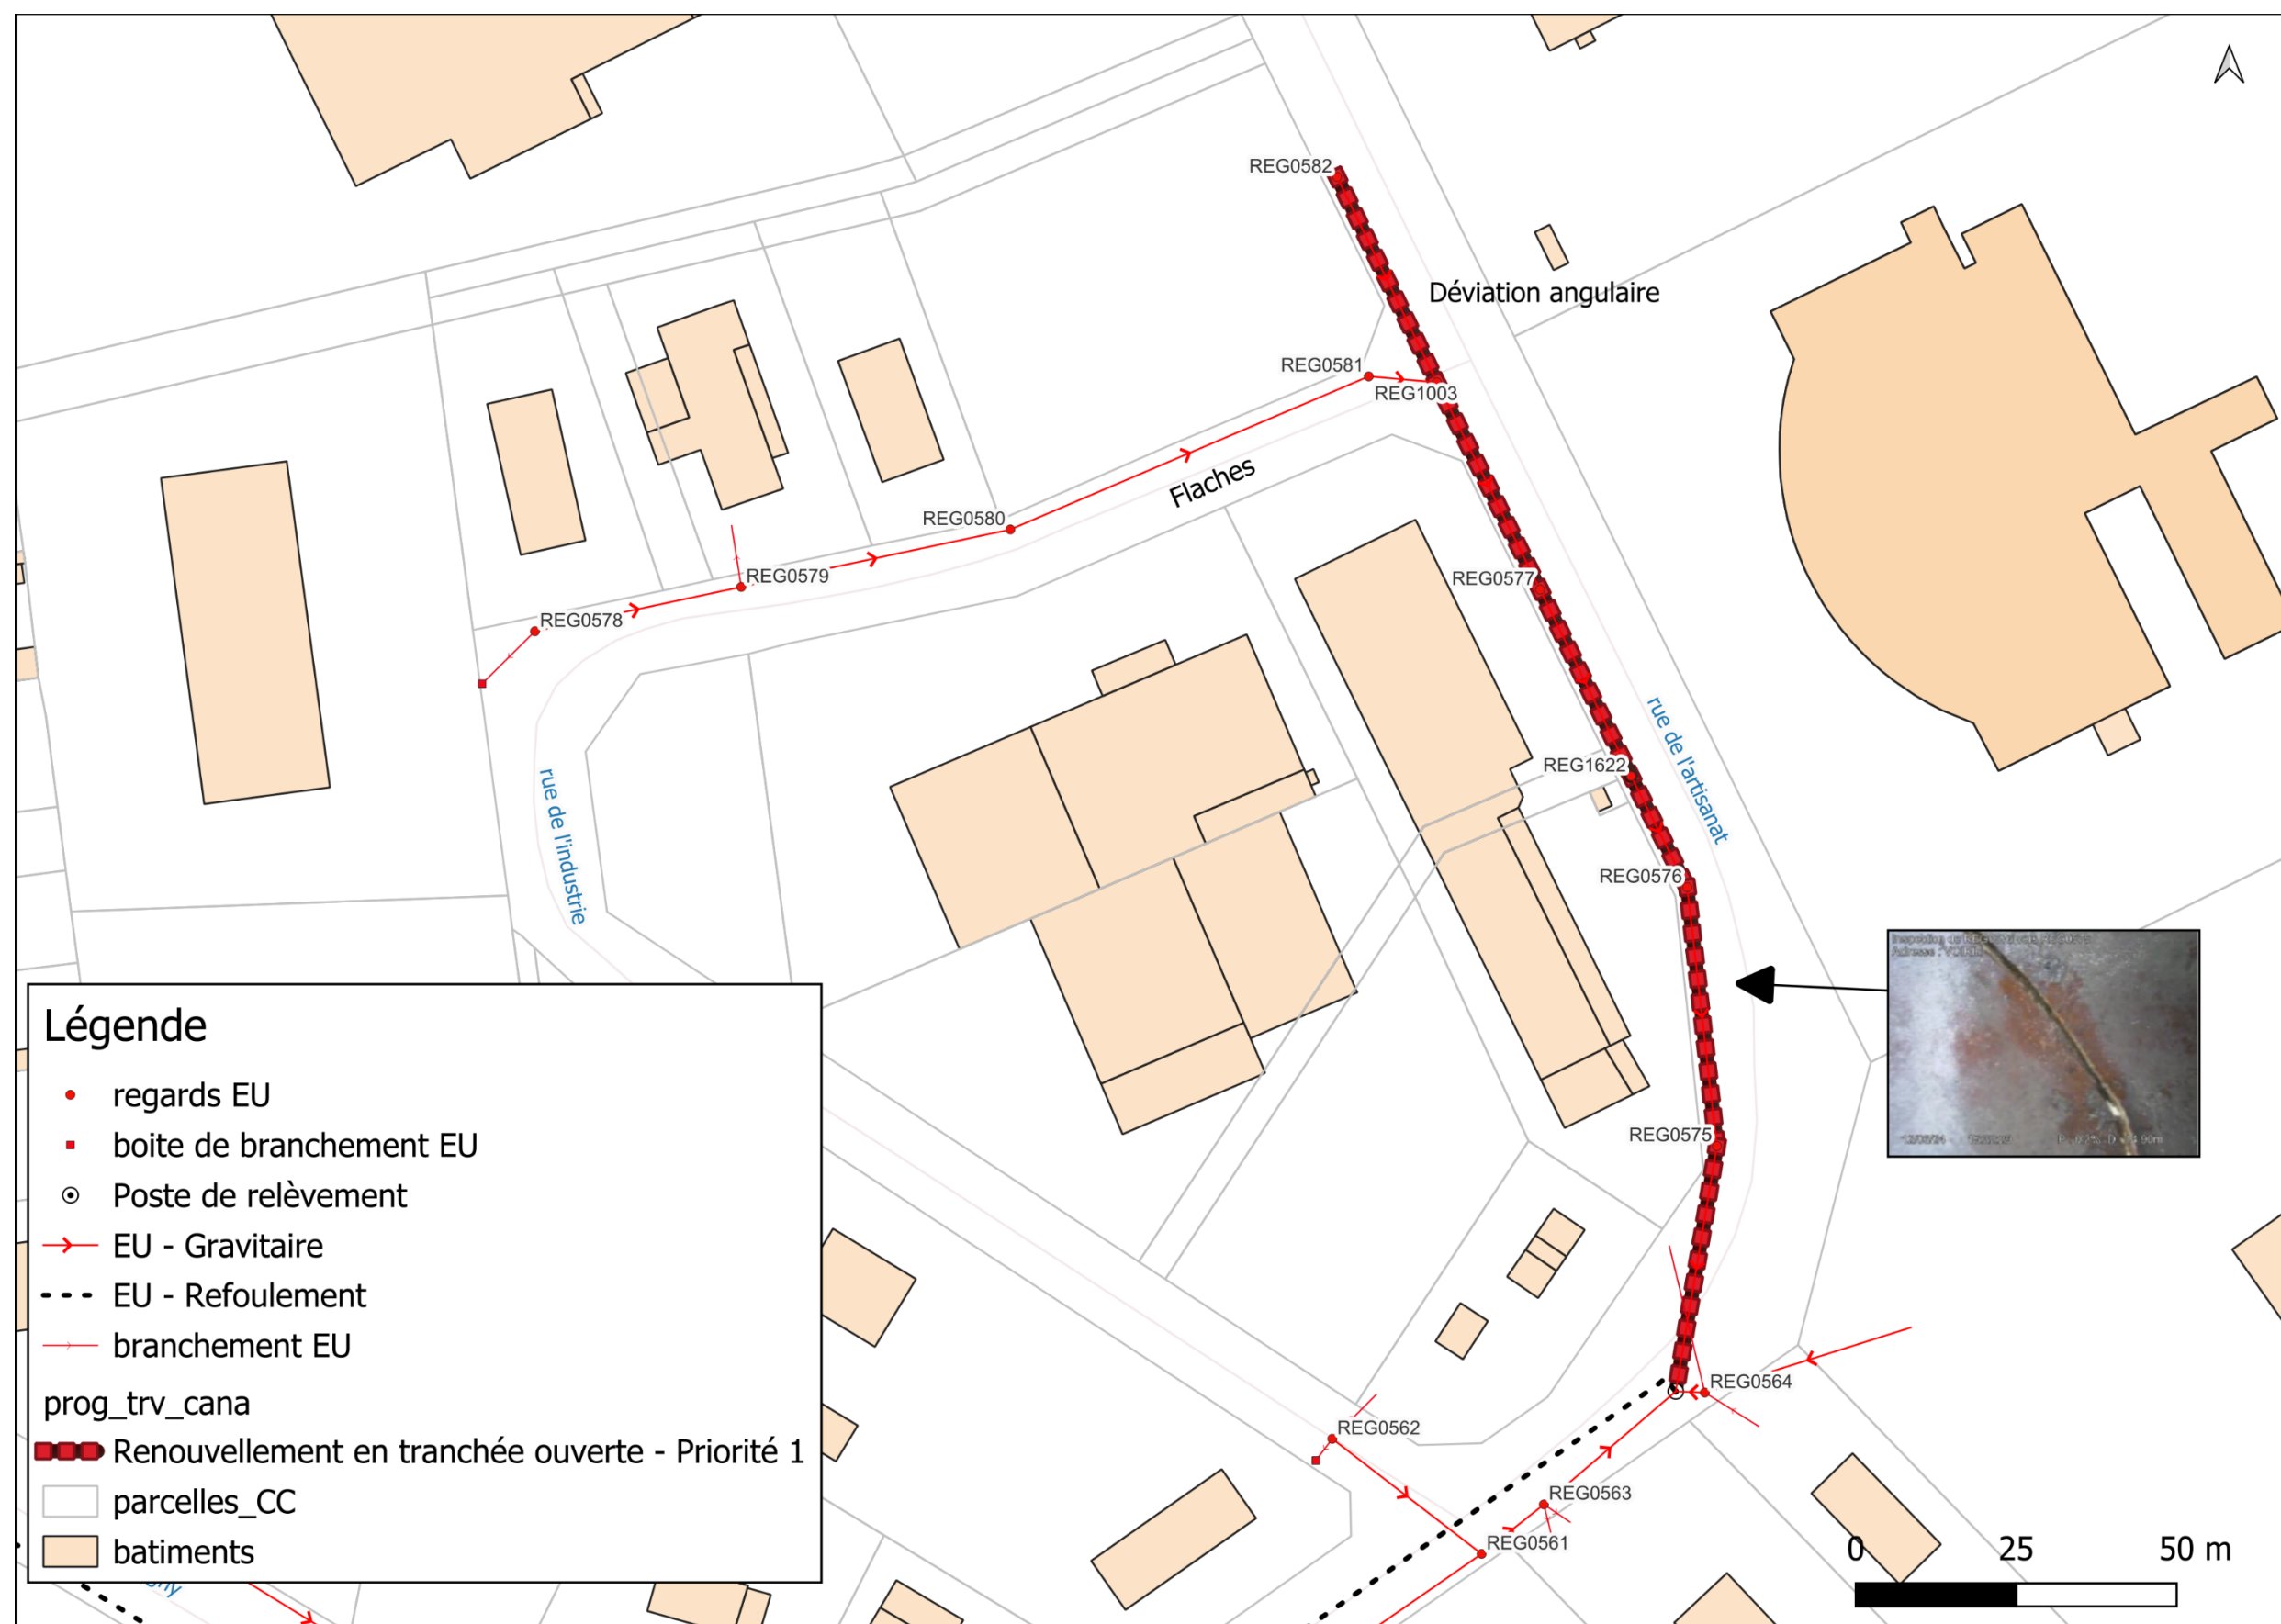 REG0582
Déviation angulaire
REG0581
REG1003
Flaches
REG0580
REG0577
REG0579
REG0578
rue de l'artisanat
REG1622
rue de l'industrie
REG0576
REG0575
Légende
regards EU
boite de branchement EU
Poste de relèvement
EU - Gravitaire
EU - Refoulement
branchement EU
prog_trv_cana
Renouvellement en tranchée ouverte - Priorité 1
parcelles_CC
batiments
REG0564
REG0562
REG0563
REG0561
0 25 50 m